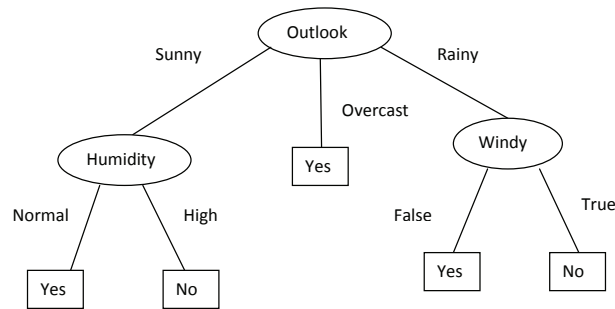 Outlook
Sunny
Rainy
Overcast
Humidity
Yes
Windy
Normal
High
False
True
Yes
No
Yes
No